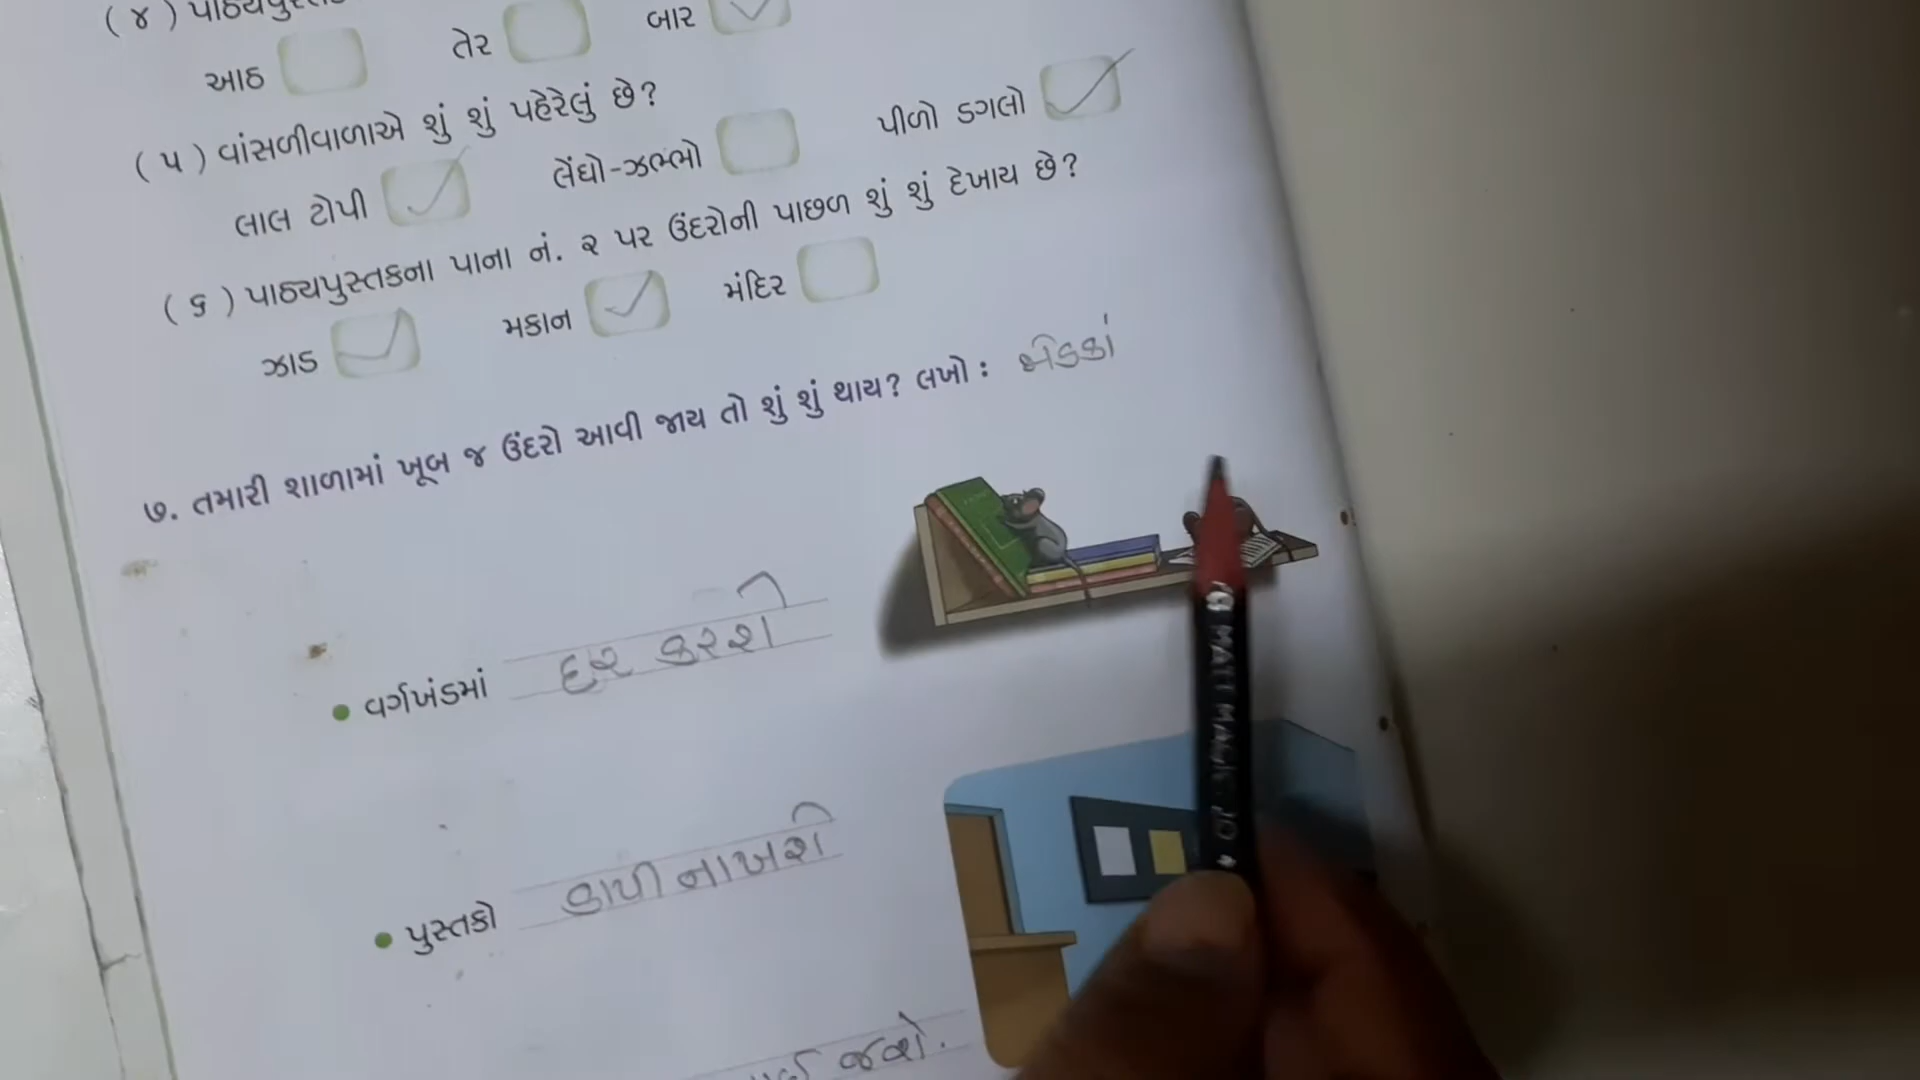 ( ૪ )
આઠ તેર બાર
( ૫ ) વાંસળીવાળાએ શું શું પહેરેલું છે?
લાલ ટોપી લેંઘો-ઝભ્ભો પીળો ડગલો
( ૬ ) પાઠ્યપુસ્તકના પાના નં. ૨ પર ઉંદરોની પાછળ શું શું દેખાય છે?
ઝાડ મકાન મંદિર
૭. તમારી શાળામાં ખૂબ જ ઉંદરો આવી જાય તો શું શું થાય? લખો :
• વર્ગખંડમાં દર કરશે
• પુસ્તકો કાપી નાખશે
જશે.